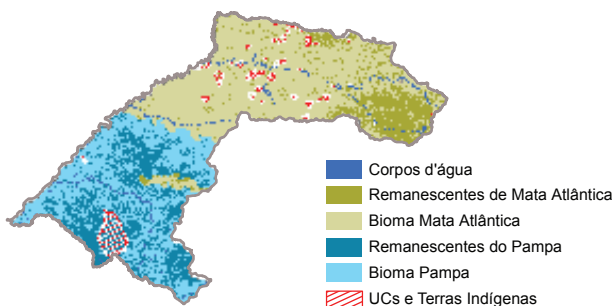 Corpos d'água
Remanescentes de Mata Atlântica
Bioma Mata Atlântica
Remanescentes do Pampa
Bioma Pampa
UCs e Terras Indígenas